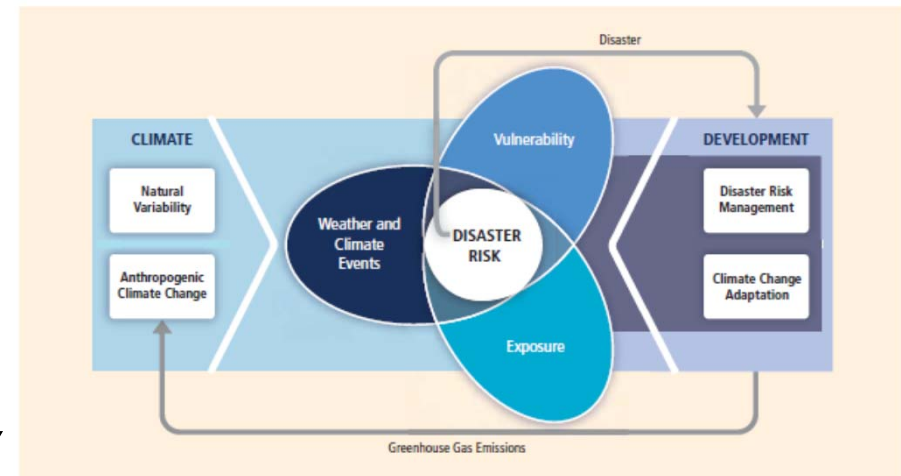 Disaster
CLIMATE
Natural
Variability
Anthropogenic
Climate Change
Weather and
Climate
Events
Vulnerability
DISASTER
RISK
Exposure
DEVELOPMENT
Disaster Risk
Management
Climate Change
Adaptation
Greenhouse Gas Emissions